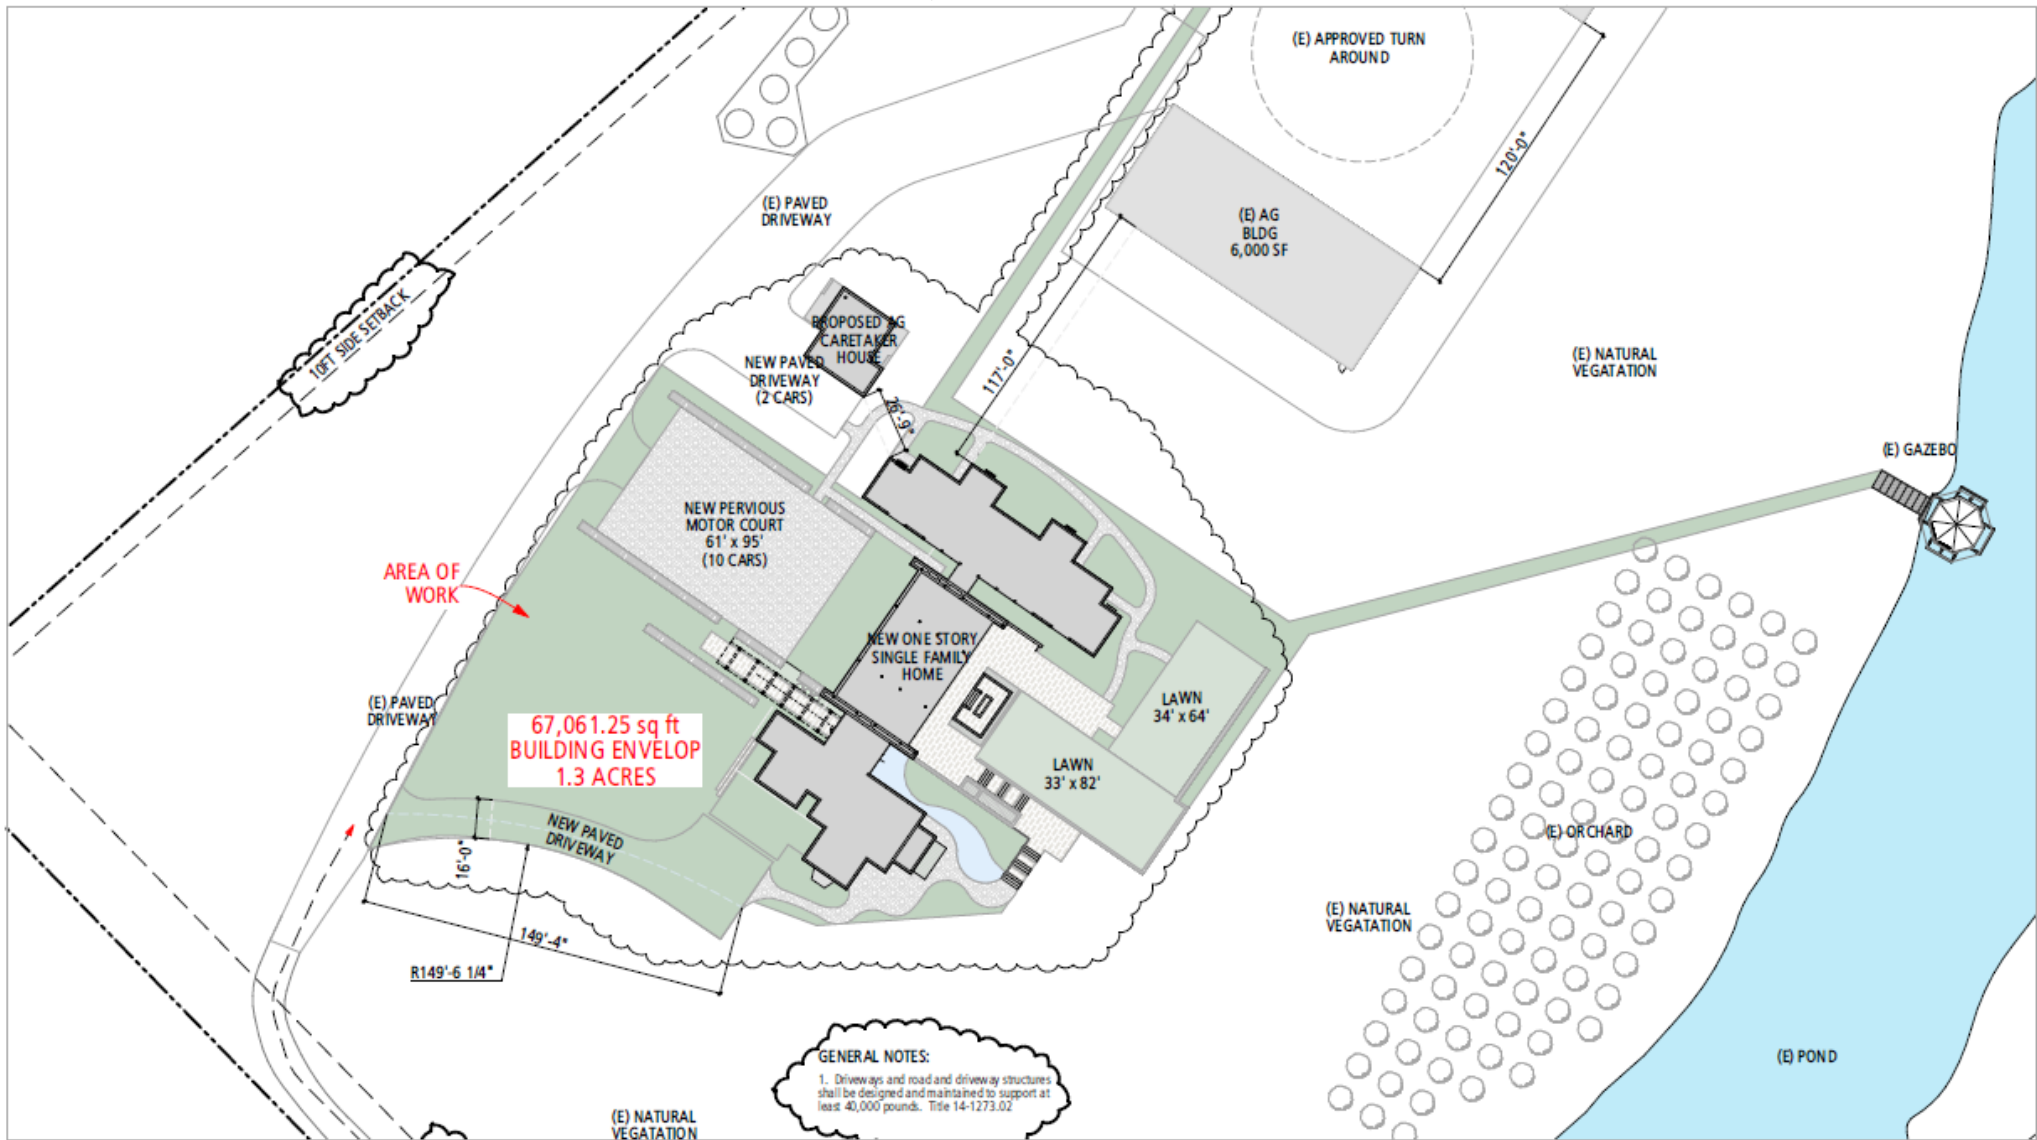 (E) APPROVED TURN
AROUND
120'-0"
(E) PAVED
DRIVEWAY
(E) AG
BLDG
6,000 SF
10FT SIDE SETBACK
PROPOSED AG
CARETAKER
HOUSE
NEW PAVED
DRIVEWAY
(2 CARS)
117'-0"
26'-9"
(E) NATURAL
VEGATATION
(E) GAZEBO
NEW PERVIOUS
MOTOR COURT
61' x 95'
(10 CARS)
AREA OF
WORK
NEW ONE STORY
SINGLE FAMILY
HOME
(E) PAVED
DRIVEWAY
67,061.25 sq ft
BUILDING ENVELOP
1.3 ACRES
LAWN
34' x 64'
LAWN
33' x 82'
NEW PAVED
DRIVEWAY
16'-0"
(E) ORCHARD
(E) NATURAL
VEGATATION
149'-4"
R149'-6 1/4"
GENERAL NOTES:
1. Driveways and road and driveway structures
shall be designed and maintained to support at
least 40,000 pounds. Title 14-1273.02
(E) POND
(E) NATURAL
VEGATATION